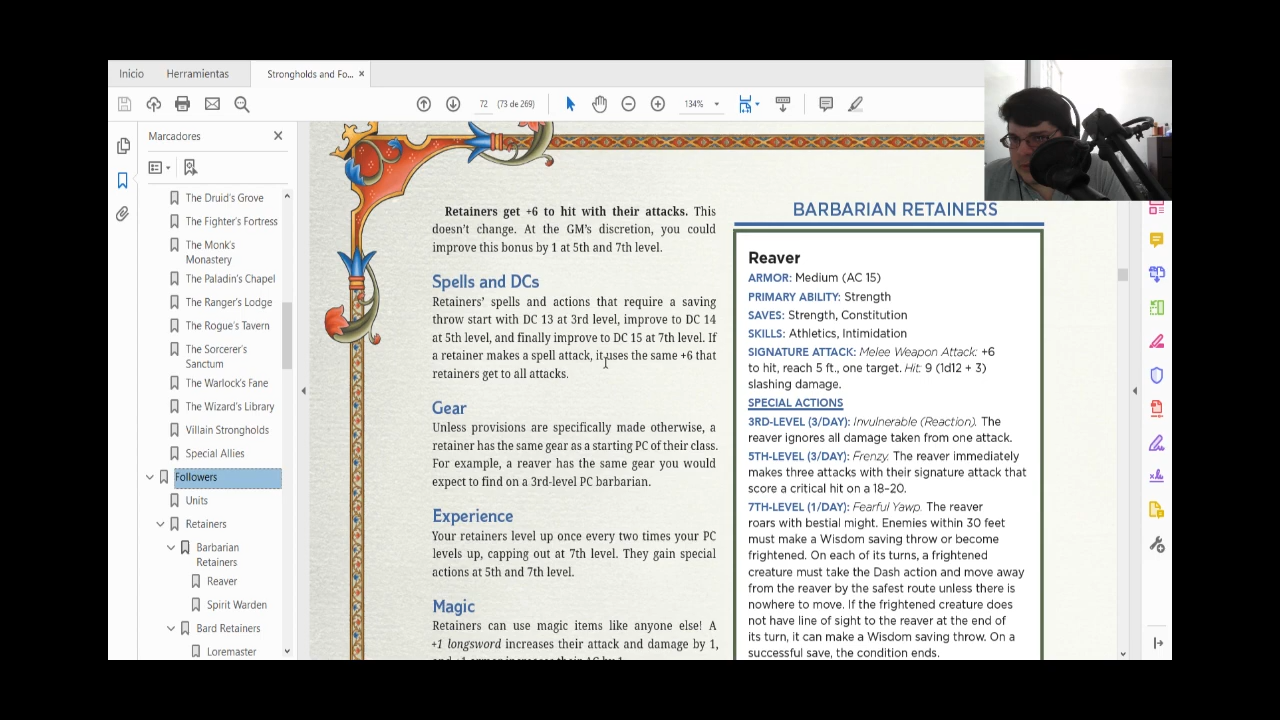 Inicio
Herramientas
Strongholds and Fo...
72
(73 de 269)
134%
Marcadores
The Druid's Grove
The Fighter's Fortress
The Monk's
Monastery
The Paladin's Chapel
The Ranger's Lodge
The Rogue's Tavern
The Sorcerer's
Sanctum
The Warlock's Fane
The Wizard's Library
Villain Strongholds
Special Allies
Followers
Units
Retainers
Barbarian
Retainers
Reaver
Spirit Warden
Bard Retainers
Loremaster
Retainers get +6 to hit with their attacks. This
doesn't change. At the GM's discretion, you could
improve this bonus by 1 at 5th and 7th level.
Spells and DCs
Retainers' spells and actions that require a saving
throw start with DC 13 at 3rd level, improve to DC 14
at 5th level, and finally improve to DC 15 at 7th level. If
a retainer makes a spell attack, it uses the same +6 that
retainers get to all attacks.
Gear
Unless provisions are specifically made otherwise, a
retainer has the same gear as a starting PC of their class.
For example, a reaver has the same gear you would
expect to find on a 3rd-level PC barbarian.
Experience
Your retainers level up once every two times your PC
levels up, capping out at 7th level. They gain special
actions at 5th and 7th level.
Magic
Retainers can use magic items like anyone else! A
+1 longsword increases their attack and damage by 1,
and +1 armor increases their AC by 1.
BARBARIAN RETAINERS
Reaver
ARMOR: Medium (AC 15)
PRIMARY ABILITY: Strength
SAVES: Strength, Constitution
SKILLS: Athletics, Intimidation
SIGNATURE ATTACK: Melee Weapon Attack: +6
to hit, reach 5 ft., one target. Hit: 9 (1d12 + 3)
slashing damage.
SPECIAL ACTIONS
3RD-LEVEL (3/DAY): Invulnerable (Reaction). The
reaver ignores all damage taken from one attack.
5TH-LEVEL (3/DAY): Frenzy. The reaver immediately
makes three attacks with their signature attack that
score a critical hit on a 18–20.
7TH-LEVEL (1/DAY): Fearful Yawp. The reaver
roars with bestial might. Enemies within 30 feet
must make a Wisdom saving throw or become
frightened. On each of its turns, a frightened
creature must take the Dash action and move away
from the reaver by the safest route unless there is
nowhere to move. If the frightened creature does
not have line of sight to the reaver at the end of
its turn, it can make a Wisdom saving throw. On a
successful save, the condition ends.